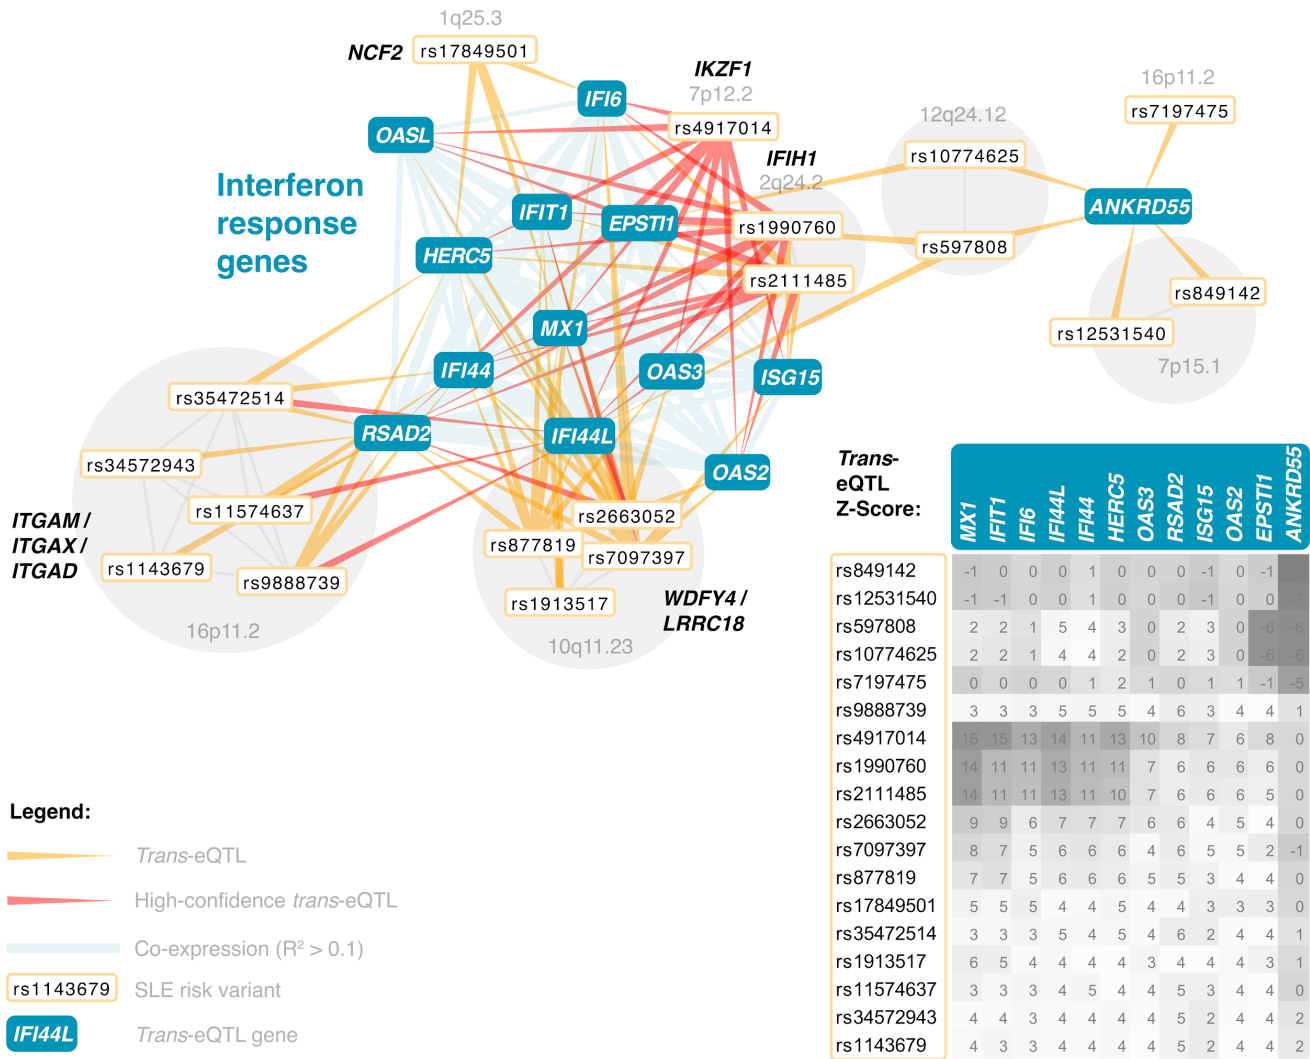 1q25.3
NCF2
rs17849501
IKZF1
7p12.2
rs4917014
IFI6
OASL
16p11.2
rs7197475
12q24.12
rs10774625
IFIH1
2q24.2
Interferon
response
genes
IFIT1
EPSTI1
rs1990760
ANKRD55
HERC5
rs597808
rs2111485
rs849142
MX1
rs12531540
IFI44
OAS3
ISG15
7p15.1
rs35472514
RSAD2
IFI44L
rs34572943
OAS2
rs11574637
rs2663052
ITGAM /
ITGAX /
ITGAD
rs877819
rs7097397
rs1143679
rs9888739
rs1913517
WDFY4 /
LRRC18
16p11.2
10q11.23
Trans-
eQTL
Z-Score:
MX1 IFIT1 IFI6 IFI44L IFI44 HERC5 OAS3 RSAD2 ISG15 OAS2 EPSTI1 ANKRD55
rs849142 -1 0 0 0 1 0 0 0 -1 0 -1
rs12531540 -1 -1 0 0 1 0 0 0 -1 0 0 -7
rs597808 2 2 1 5 4 3 0 2 3 0 -6 -6
rs10774625 2 2 1 4 4 2 0 2 3 0 -6 -6
rs7197475 0 0 0 0 1 2 1 0 1 1 -1 -5
rs9888739 3 3 3 5 5 5 4 6 3 4 4 1
rs4917014 15 15 13 14 11 13 10 8 7 6 8 0
rs1990760 14 11 11 13 11 11 7 6 6 6 6 0
rs2111485 14 11 11 13 11 10 7 6 6 6 5 0
rs2663052 9 9 6 7 7 7 6 6 4 5 4 0
rs7097397 8 7 5 6 6 6 4 6 5 5 2 -1
rs877819 7 7 5 6 6 6 5 5 3 4 4 0
rs17849501 5 5 5 4 4 5 4 4 3 3 3 0
rs35472514 3 3 3 5 4 5 4 6 2 4 4 1
rs1913517 6 5 4 4 4 4 3 4 4 4 3 1
rs11574637 3 3 3 4 5 4 4 5 3 4 4 0
rs34572943 4 4 3 4 4 4 4 5 2 4 4 2
rs1143679 4 3 3 4 4 4 4 5 2 4 4 2
Legend:
Trans-eQTL
High-confidence trans-eQTL
Co-expression (R² > 0.1)
rs1143679 SLE risk variant
IFI44L Trans-eQTL gene